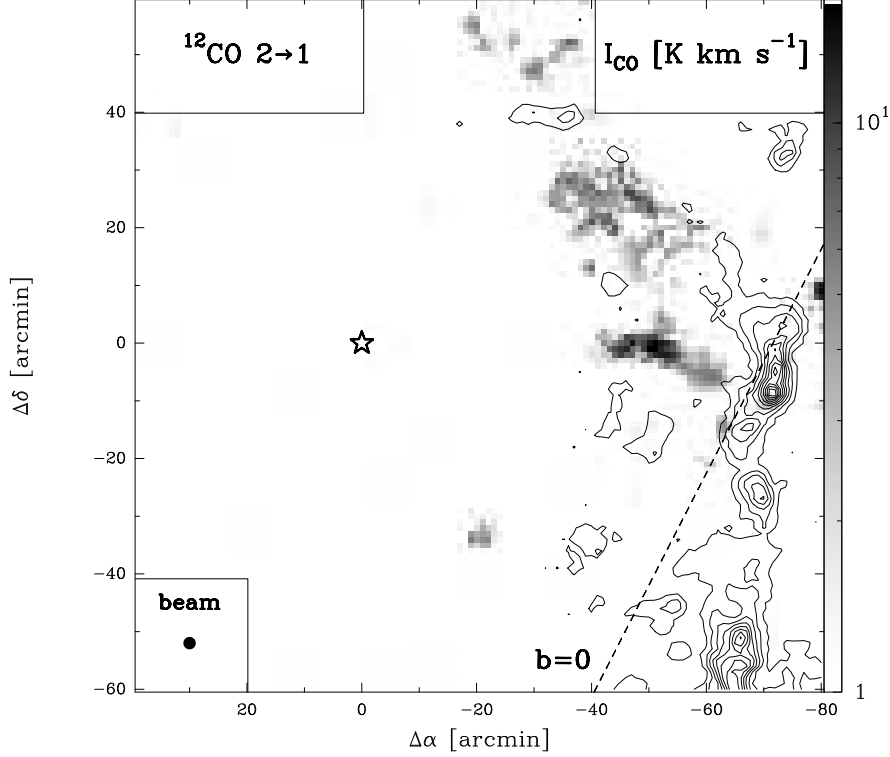 ¹²CO 2→1
I_CO [K km s⁻¹]
10¹
1
40
20
0
−20
−40
−60
Δδ [arcmin]
beam
b=0
20 0 −20 −40 −60 −80
Δα [arcmin]